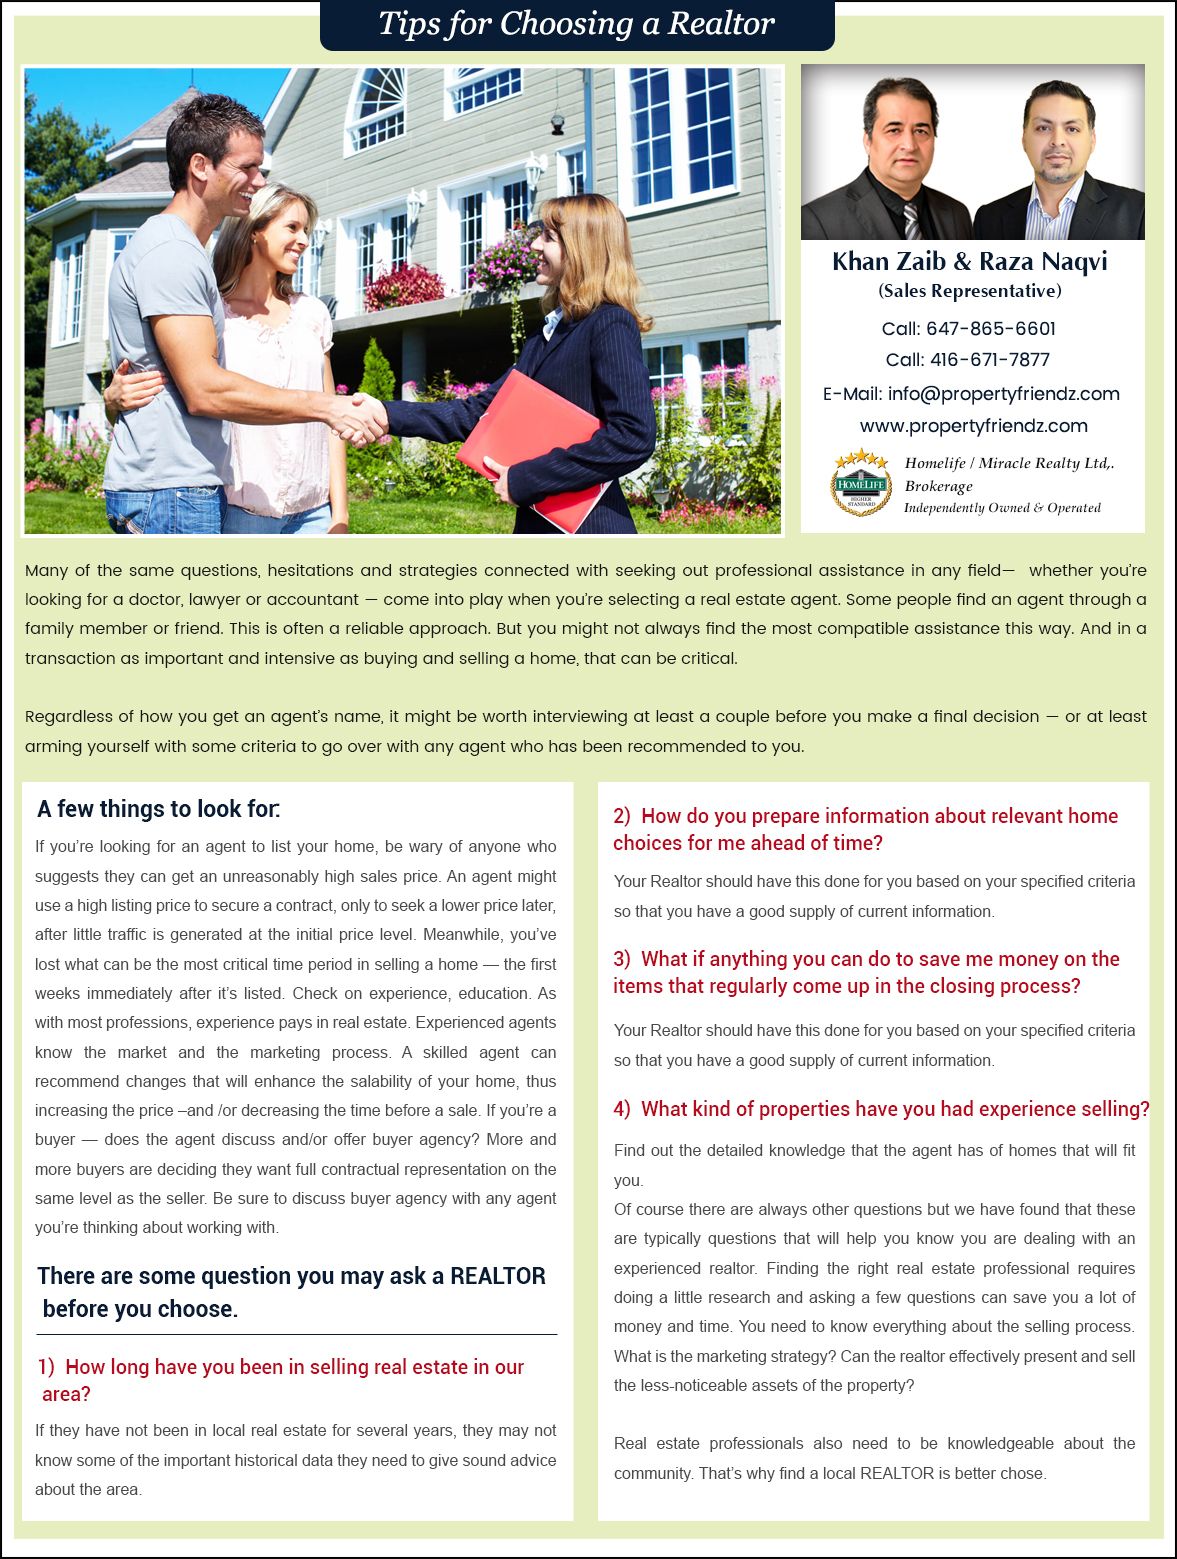 Tips for Choosing a Realtor
Khan Zaib & Raza Naqvi
(Sales Representative)
Call: 647-865-6601
Call: 416-671-7877
E-Mail: info@propertyfriendz.com
www.propertyfriendz.com
HOMELIFE
HIGHER
STANDARD
Homelife / Miracle Realty Ltd,.
Brokerage
Independently Owned & Operated
Many of the same questions, hesitations and strategies connected with seeking out professional assistance in any field— whether you're
looking for a doctor, lawyer or accountant — come into play when you're selecting a real estate agent. Some people find an agent through a
family member or friend. This is often a reliable approach. But you might not always find the most compatible assistance this way. And in a
transaction as important and intensive as buying and selling a home, that can be critical.
Regardless of how you get an agent's name, it might be worth interviewing at least a couple before you make a final decision — or at least
arming yourself with some criteria to go over with any agent who has been recommended to you.
A few things to look for:
If you're looking for an agent to list your home, be wary of anyone who
suggests they can get an unreasonably high sales price. An agent might
use a high listing price to secure a contract, only to seek a lower price later,
after little traffic is generated at the initial price level. Meanwhile, you've
lost what can be the most critical time period in selling a home — the first
weeks immediately after it's listed. Check on experience, education. As
with most professions, experience pays in real estate. Experienced agents
know the market and the marketing process. A skilled agent can
recommend changes that will enhance the salability of your home, thus
increasing the price –and /or decreasing the time before a sale. If you're a
buyer — does the agent discuss and/or offer buyer agency? More and
more buyers are deciding they want full contractual representation on the
same level as the seller. Be sure to discuss buyer agency with any agent
you're thinking about working with.
There are some question you may ask a REALTOR
before you choose.
1) How long have you been in selling real estate in our
area?
If they have not been in local real estate for several years, they may not
know some of the important historical data they need to give sound advice
about the area.
2) How do you prepare information about relevant home
choices for me ahead of time?
Your Realtor should have this done for you based on your specified criteria
so that you have a good supply of current information.
3) What if anything you can do to save me money on the
items that regularly come up in the closing process?
Your Realtor should have this done for you based on your specified criteria
so that you have a good supply of current information.
4) What kind of properties have you had experience selling?
Find out the detailed knowledge that the agent has of homes that will fit
you.
Of course there are always other questions but we have found that these
are typically questions that will help you know you are dealing with an
experienced realtor. Finding the right real estate professional requires
doing a little research and asking a few questions can save you a lot of
money and time. You need to know everything about the selling process.
What is the marketing strategy? Can the realtor effectively present and sell
the less-noticeable assets of the property?
Real estate professionals also need to be knowledgeable about the
community. That's why find a local REALTOR is better chose.